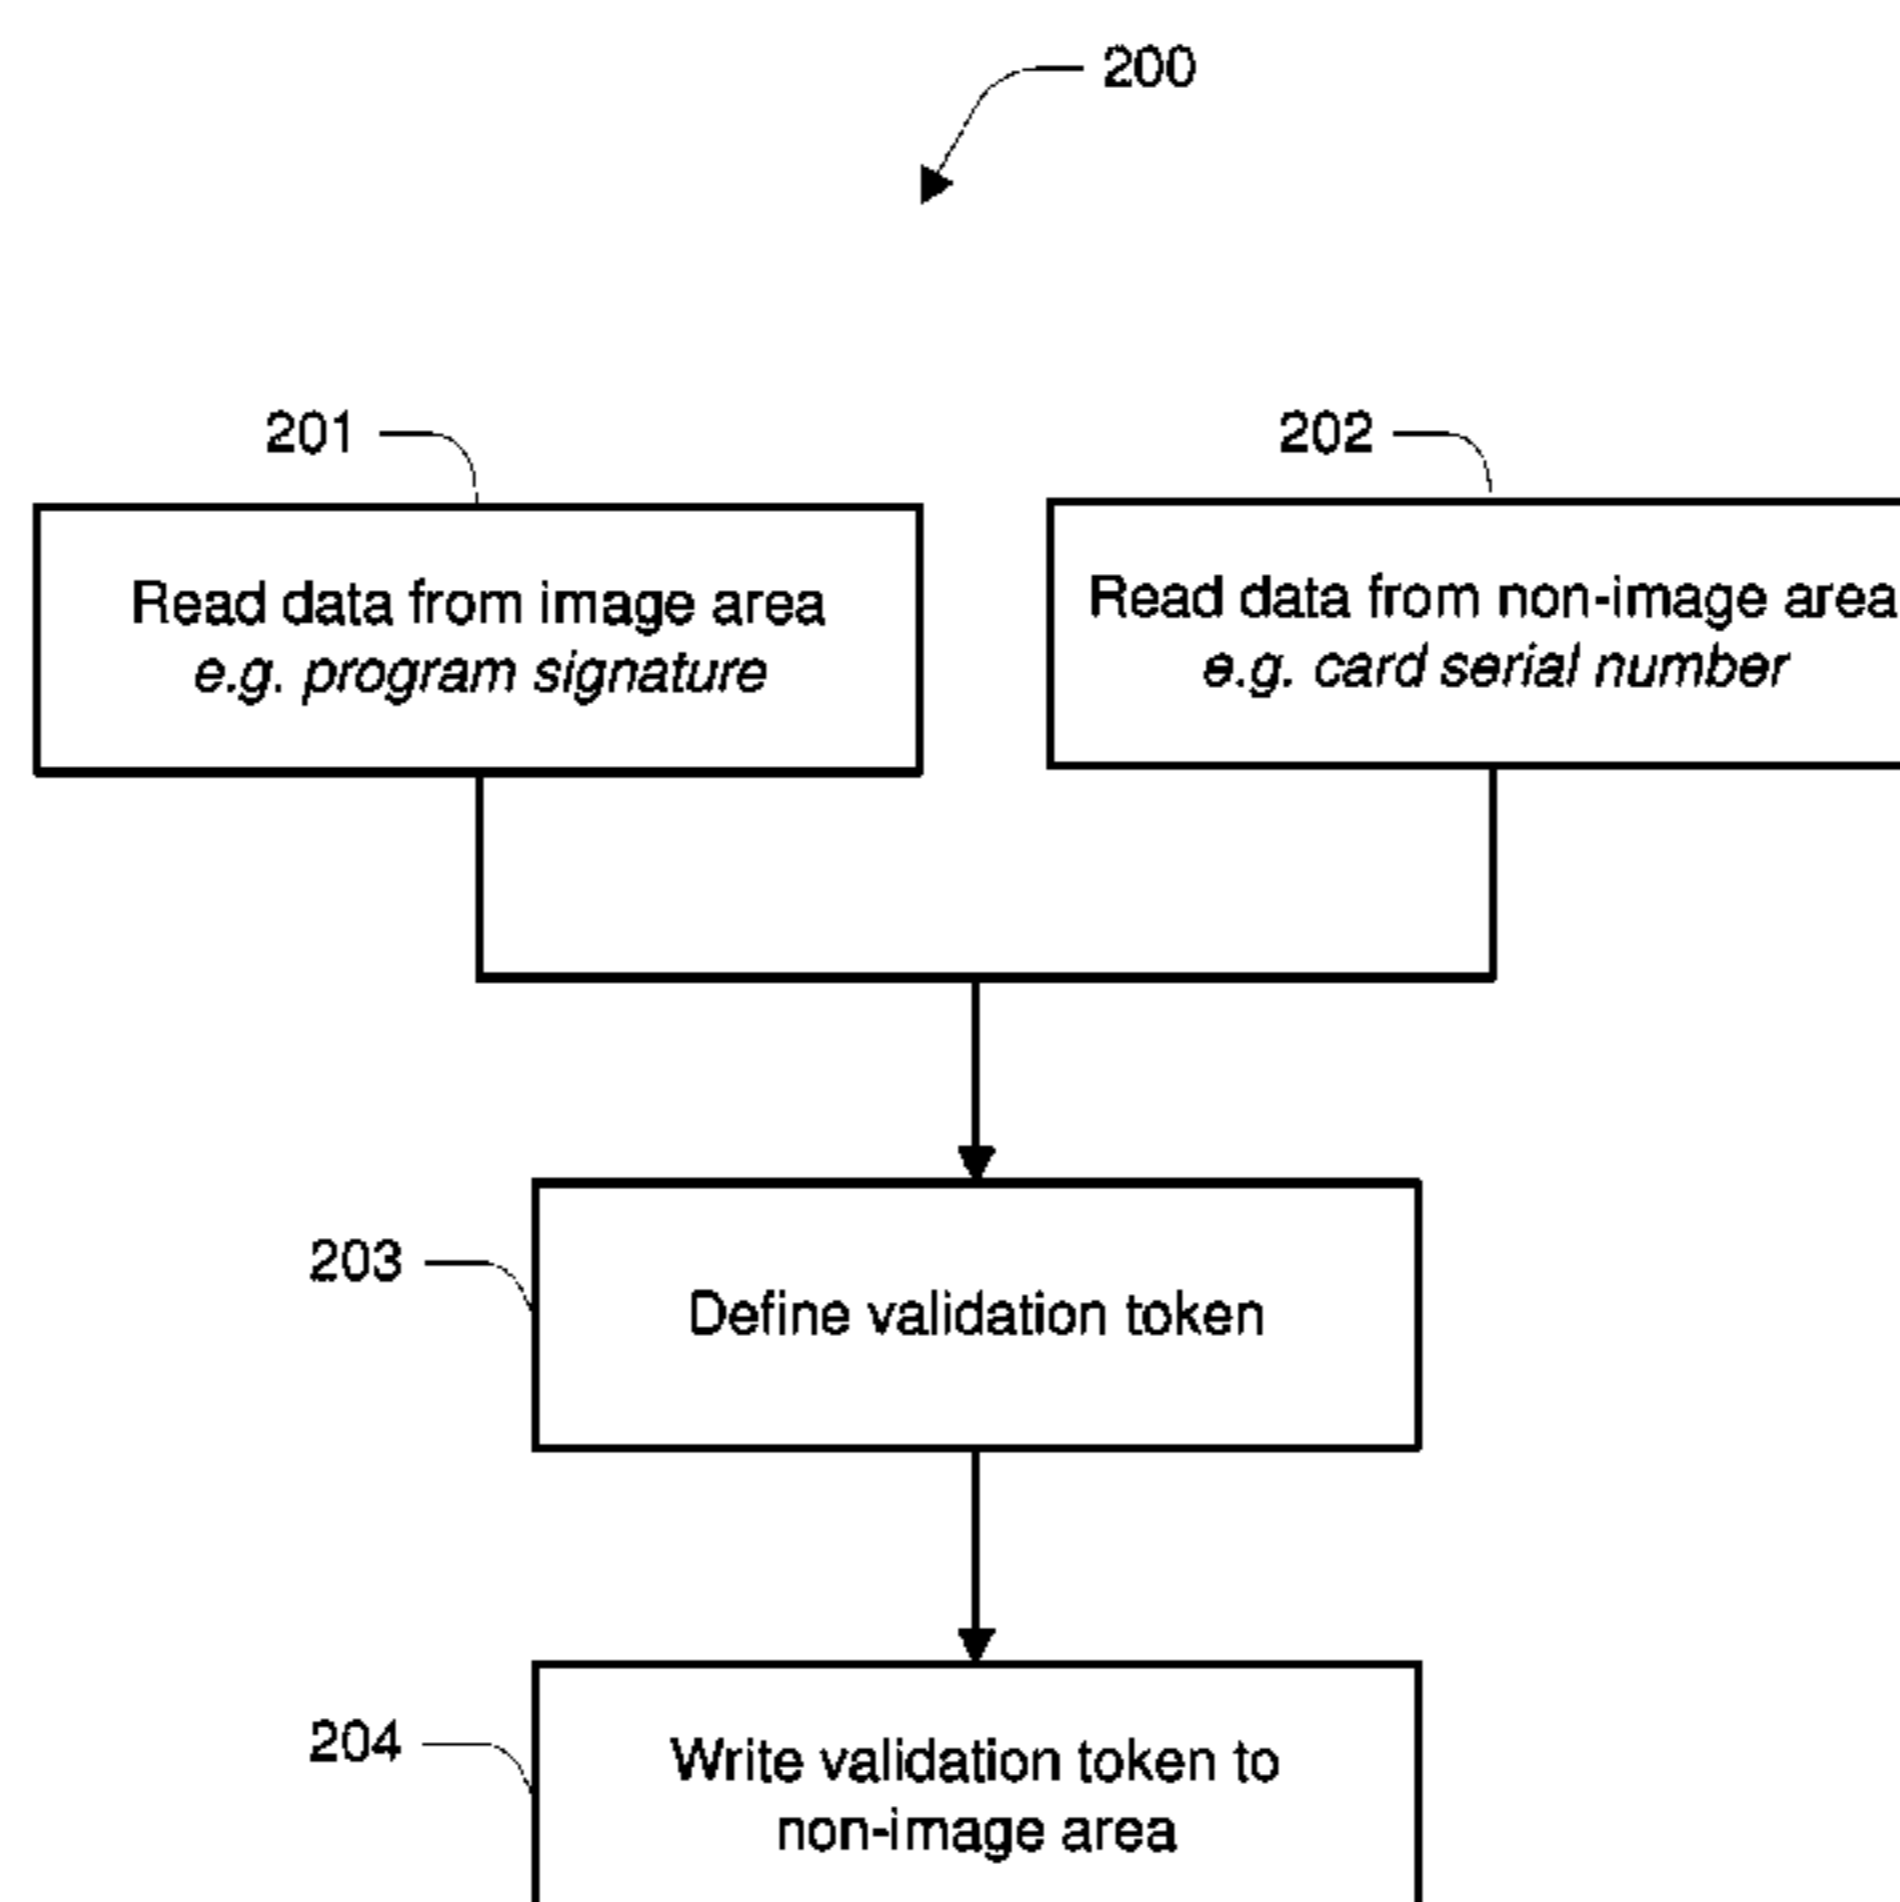 200
201
202
Read data from image area
e.g. program signature
Read data from non-image area
e.g. card serial number
203
Define validation token
204
Write validation token to
non-image area